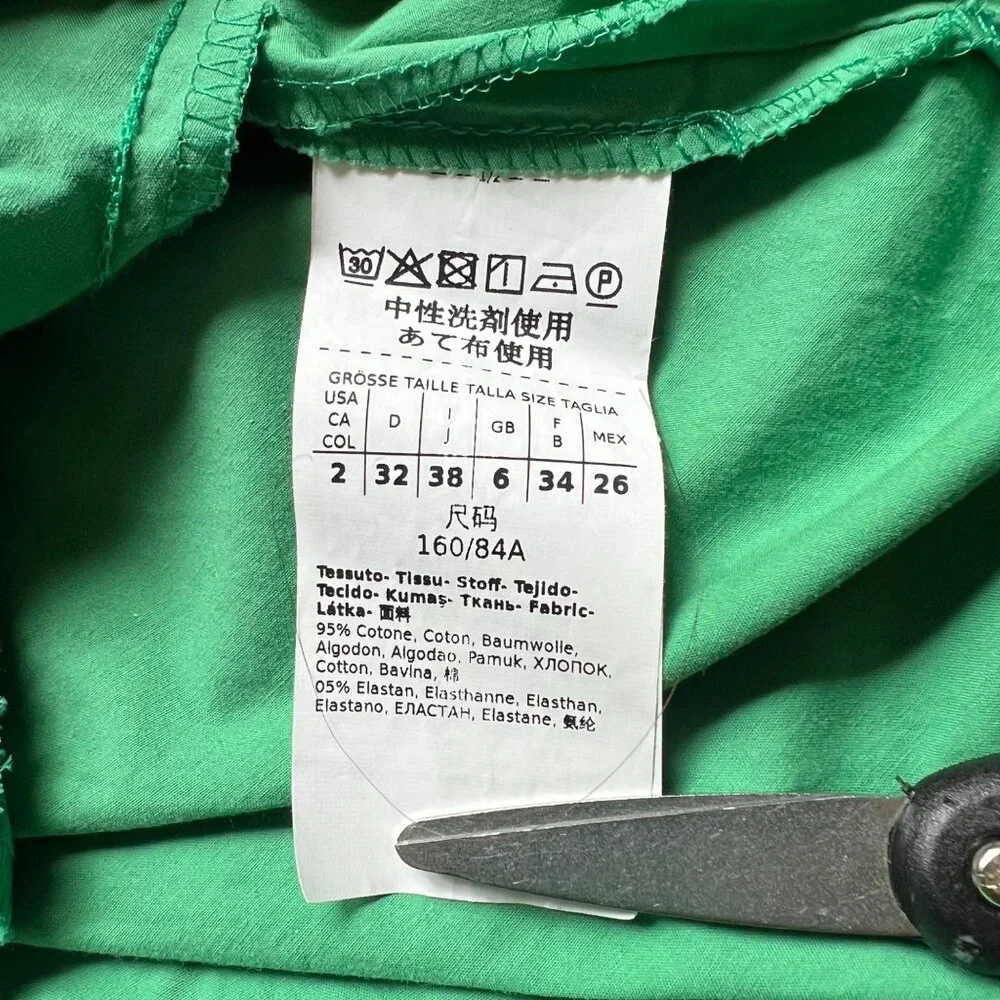 1/2
30
P
中性洗剤使用
あて布使用
GRÖSSE TAILLE TALLA SIZE TAGLIA
USA CA COL D I J GB F B MEX
2 32 38 6 34 26
尺码
160/84A
Tessuto- Tissu- Stoff- Tejido-
Tecido- Kumaş- Ткань- Fabric-
Látka- 面料
95% Cotone, Coton, Baumwolle,
Algodon, Algodao, Pamuk, ХЛОПОК,
Cotton, Bavlna, 棉
05% Elastan, Elasthanne, Elasthan,
Elastano, ЕЛАСТАН, Elastane, 氨纶